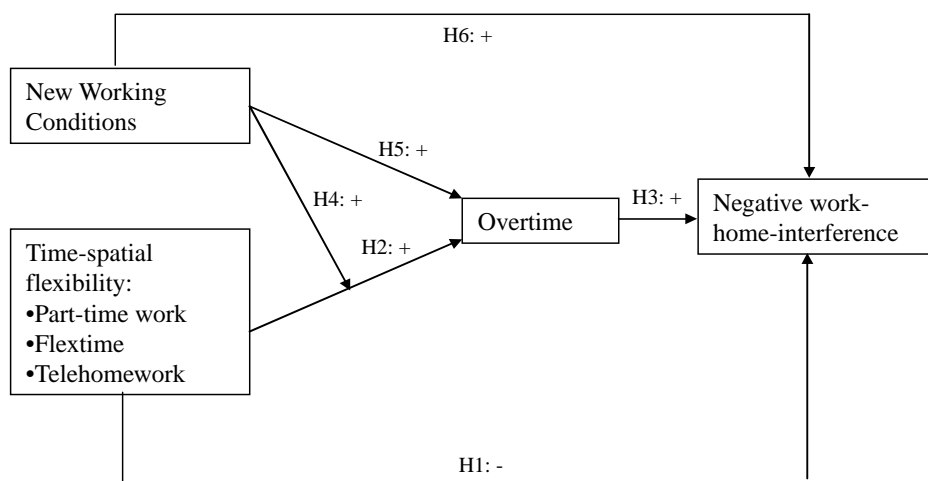 H6: +
New Working
Conditions
H5: +
H4: +
H3: +
Negative work-
home-interference
Overtime
H2: +
Time-spatial
flexibility:
•Part-time work
•Flextime
•Telehomework
H1: -